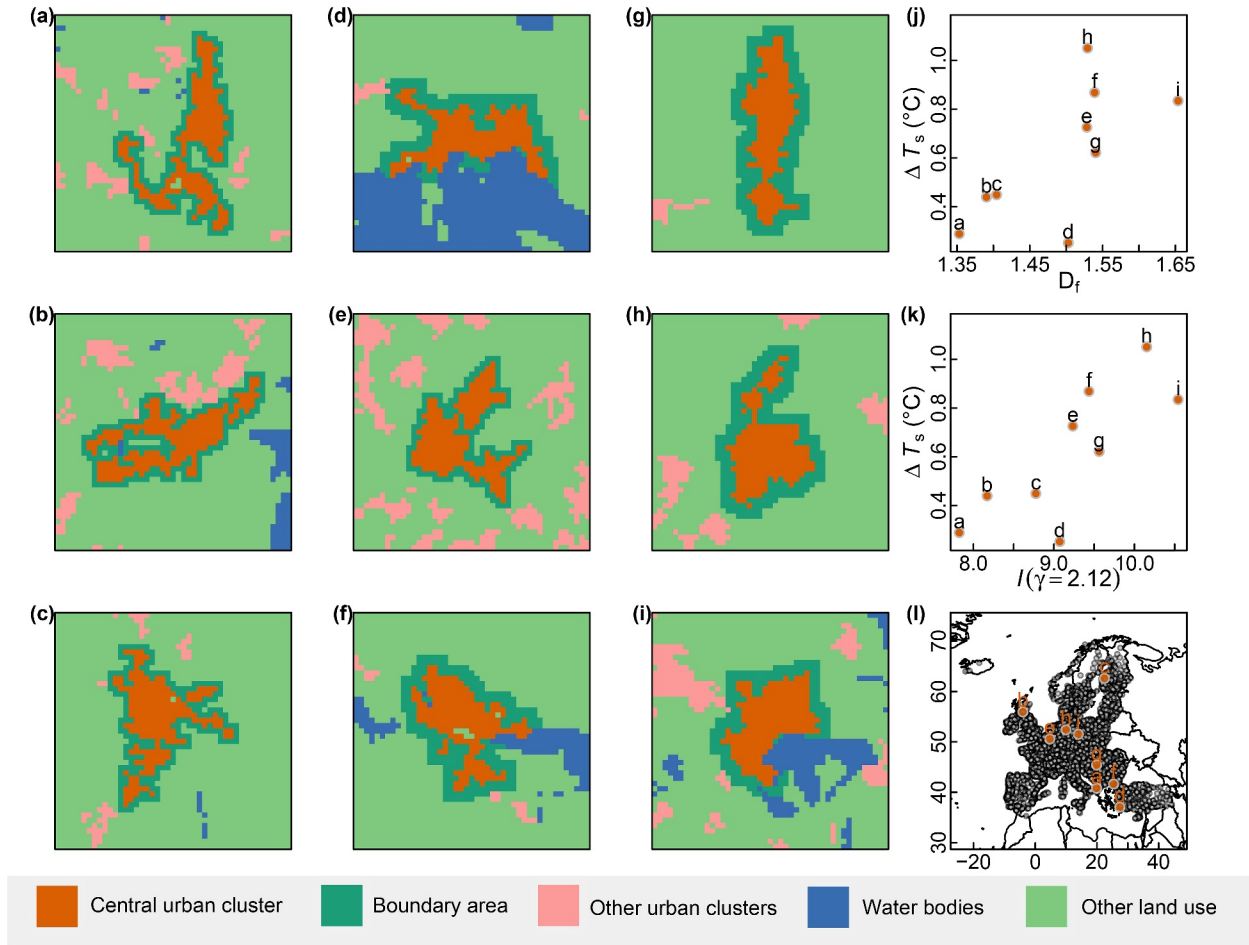 (a)
(d)
(g)
(j)
h
f
i
e
g
b c
a
d
Δ Ts (°C)
0.4 0.6 0.8 1.0
1.35 1.45 1.55 1.65
Df
(b)
(e)
(h)
(k)
h
f
i
e
g
b
c
a
d
Δ Ts (°C)
0.4 0.6 0.8 1.0
8.0 9.0 10.0
I(γ=2.12)
(c)
(f)
(i)
(l)
30 40 50 60 70
−20 0 20 40
Central urban cluster
Boundary area
Other urban clusters
Water bodies
Other land use